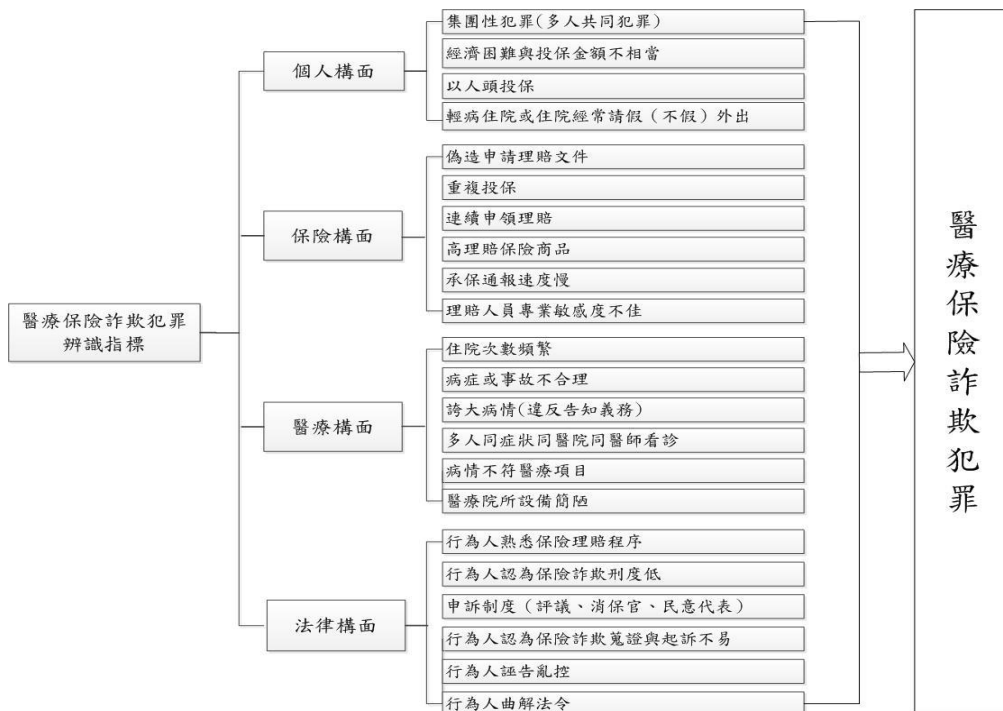 醫療保險詐欺犯罪
辨識指標
個人構面
集團性犯罪(多人共同犯罪)
經濟困難與投保金額不相當
以人頭投保
輕病住院或住院經常請假（不假）外出
保險構面
偽造申請理賠文件
重複投保
連續申領理賠
高理賠保險商品
承保通報速度慢
理賠人員專業敏感度不佳
醫療構面
住院次數頻繁
病症或事故不合理
誇大病情(違反告知義務)
多人同症狀同醫院同醫師看診
病情不符醫療項目
醫療院所設備簡陋
法律構面
行為人熟悉保險理賠程序
行為人認為保險詐欺刑度低
申訴制度（評議、消保官、民意代表）
行為人認為保險詐欺蒐證與起訴不易
行為人誣告亂控
行為人曲解法令
醫療保險詐欺犯罪